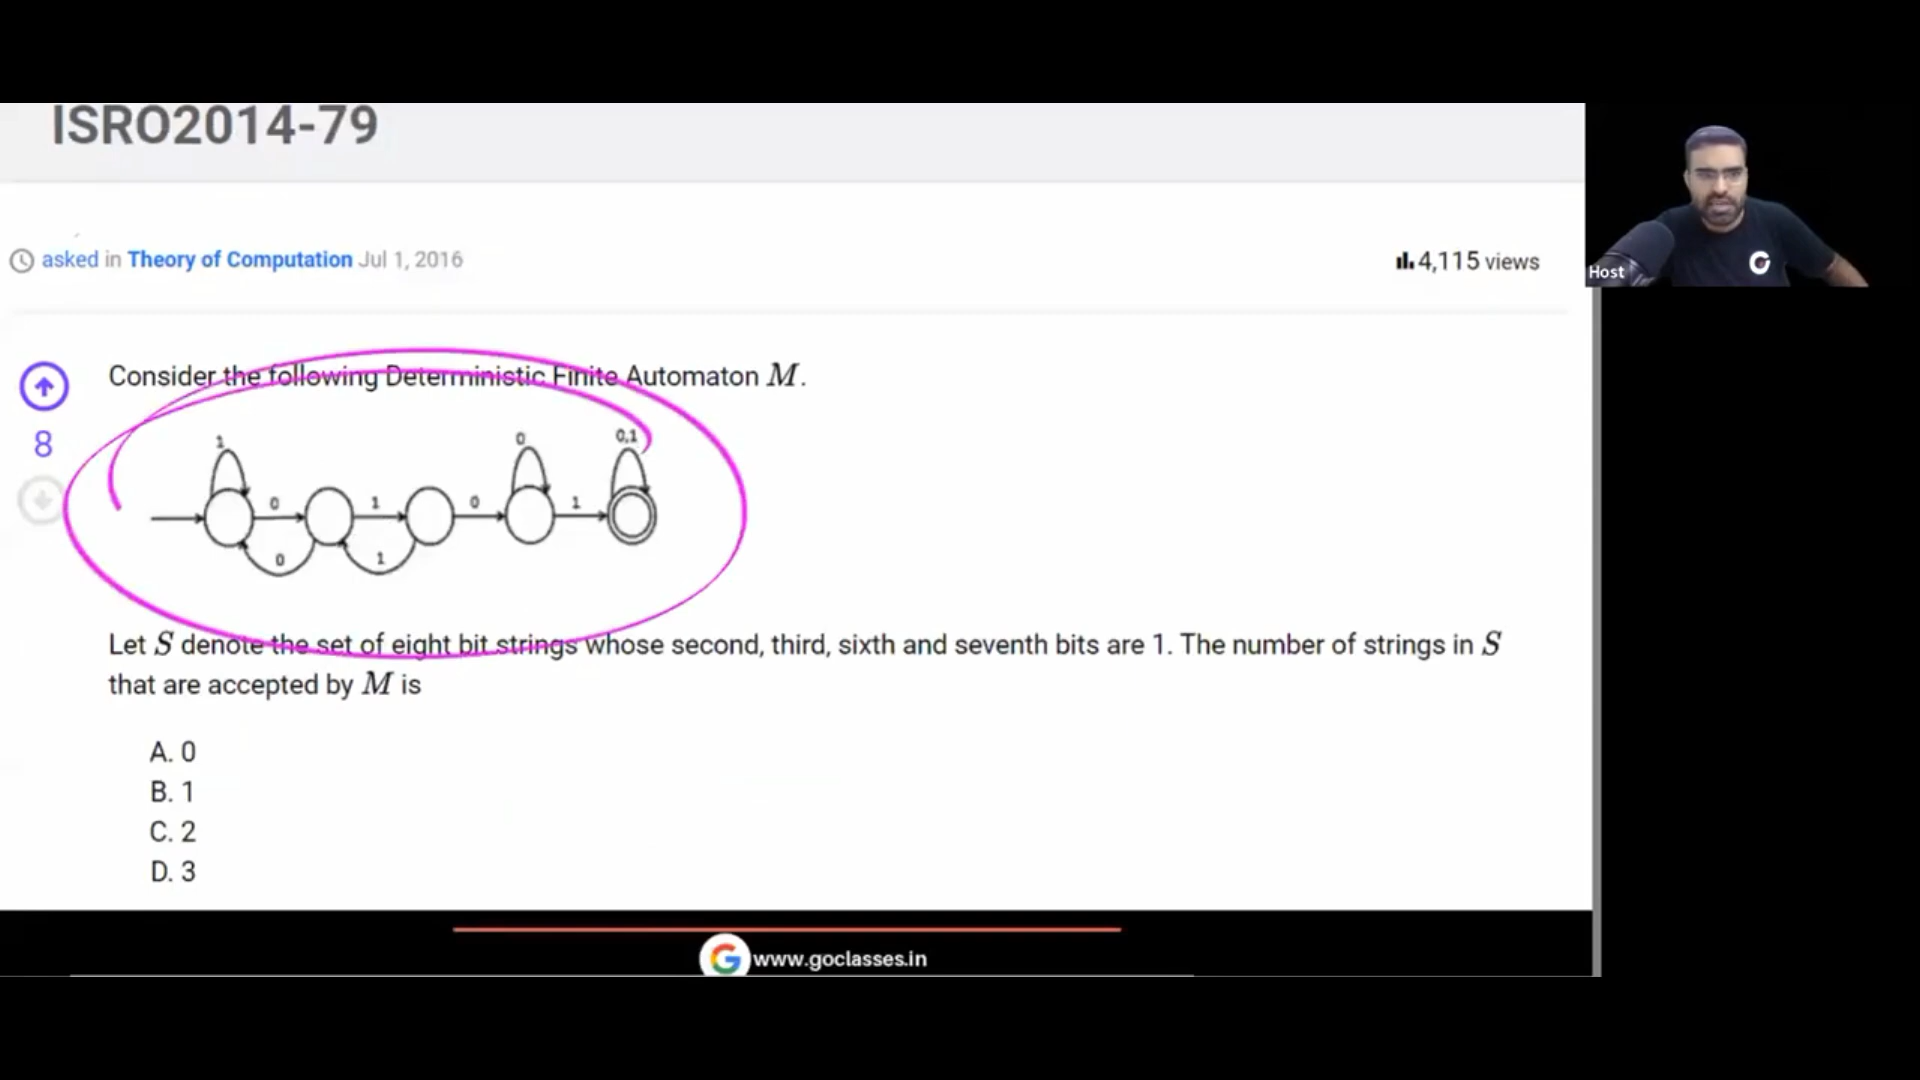 ISRO2014-79
asked in Theory of Computation Jul 1, 2016
4,115 views
Host
Consider the following Deterministic Finite Automaton M.
8
1
0
0,1
0
1
0
1
0
1
Let S denote the set of eight bit strings whose second, third, sixth and seventh bits are 1. The number of strings in S
that are accepted by M is
A. 0
B. 1
C. 2
D. 3
www.goclasses.in